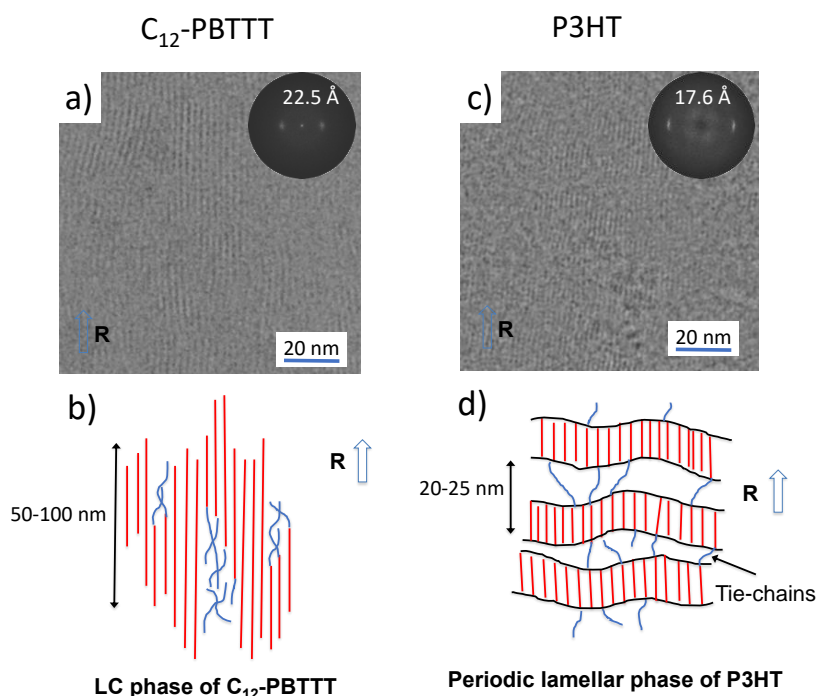 C₁₂-PBTTT
P3HT
a)
22.5 Å
R
20 nm
c)
17.6 Å
R
20 nm
b)
R
50-100 nm
LC phase of C₁₂-PBTTT
d)
R
20-25 nm
Tie-chains
Periodic lamellar phase of P3HT